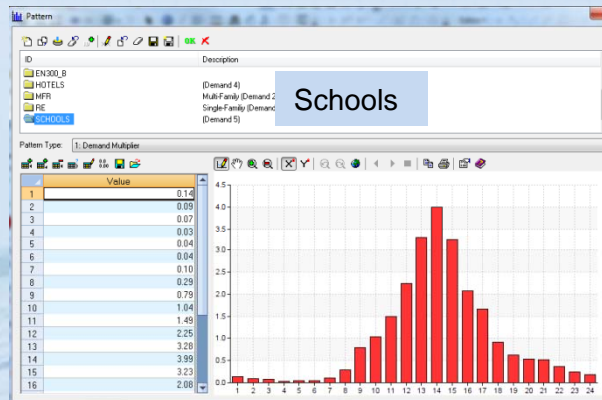 Pattern
OK
ID Description
EN300_B
HOTELS (Demand 4)
MFR Multi-Family (Demand 2
RE Single-Family (Demand
SCHOOLS (Demand 5)
Schools
Pattern Type: 1: Demand Multiplier
Value
1 0.14
2 0.09
3 0.07
4 0.03
5 0.04
6 0.04
7 0.10
8 0.29
9 0.79
10 1.04
11 1.49
12 2.25
13 3.28
14 3.99
15 3.23
16 2.08
4.5
4.0
3.5
3.0
2.5
2.0
1.5
1.0
0.5
0.0
1 2 3 4 5 6 7 8 9 10 11 12 13 14 15 16 17 18 19 20 21 22 23 24